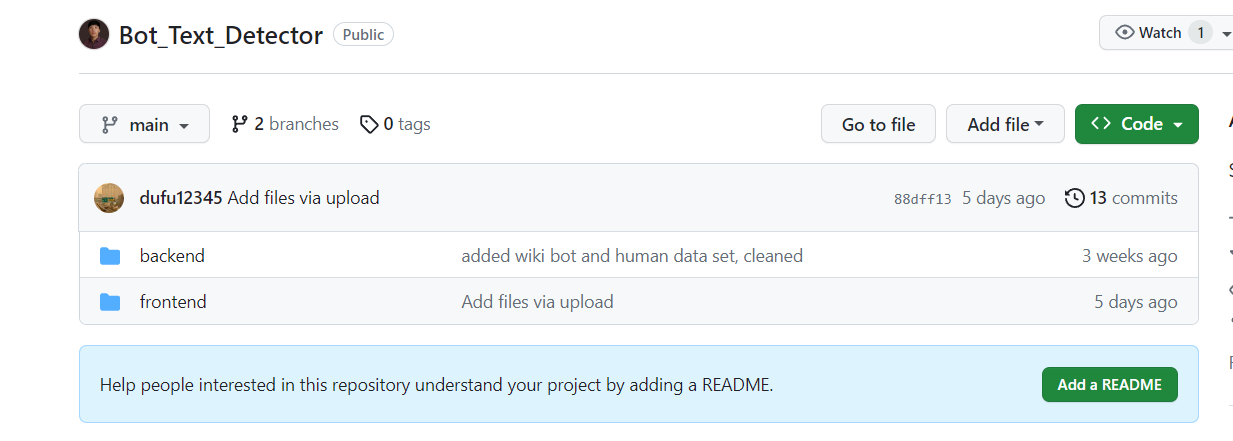 Bot_Text_Detector Public Watch 1
main 2 branches 0 tags Go to file Add file Code
dufu12345 Add files via upload 88dff13 5 days ago 13 commits
backend added wiki bot and human data set, cleaned 3 weeks ago
frontend Add files via upload 5 days ago
Help people interested in this repository understand your project by adding a README. Add a README